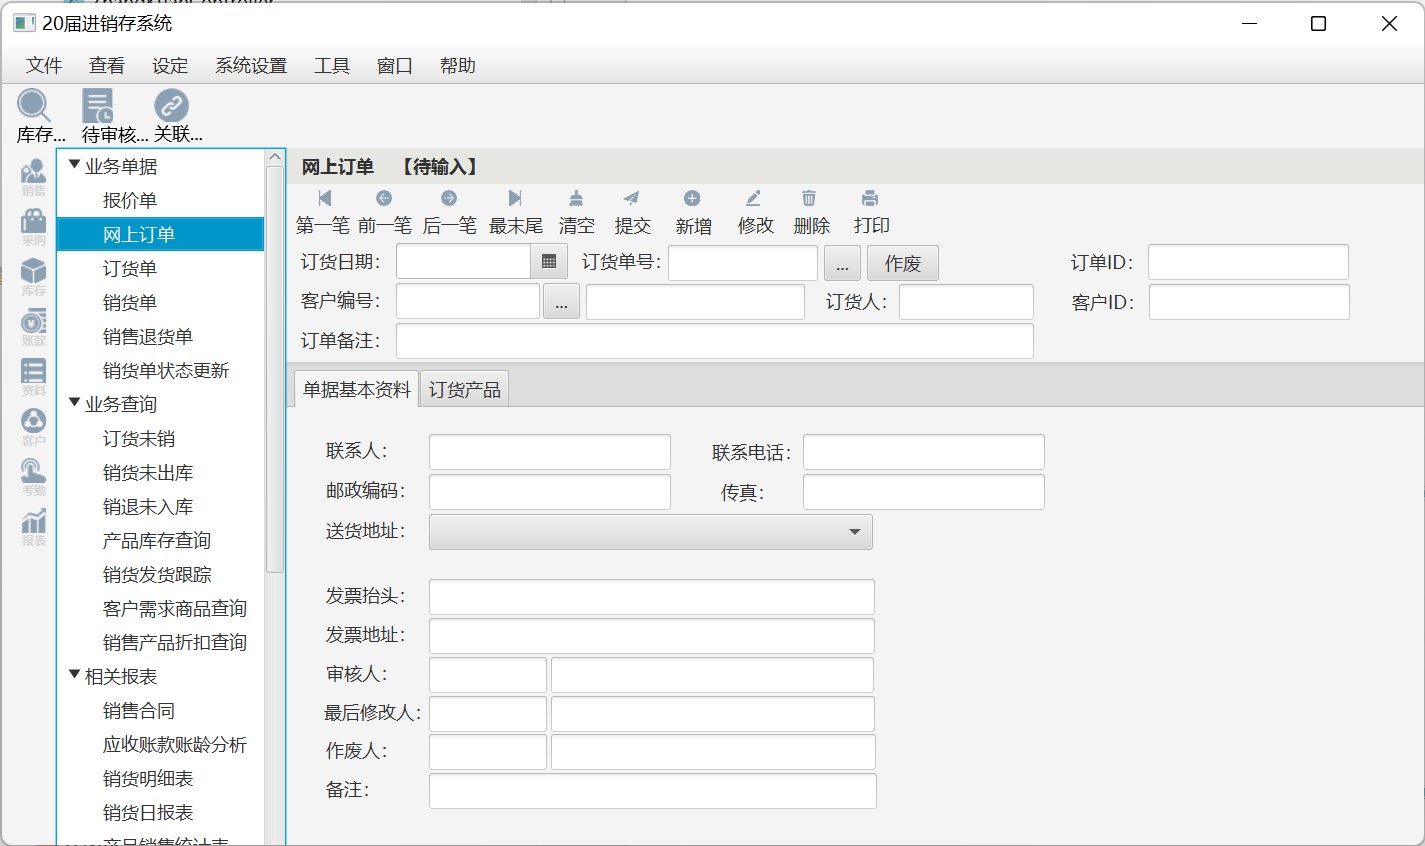 20届进销存系统
文件 查看 设定 系统设置 工具 窗口 帮助
库存... 待审核... 关联...
销售
采购
库存
账款
资料
客户
考勤
报表
业务单据
报价单
网上订单
订货单
销货单
销售退货单
销货单状态更新
业务查询
订货未销
销货未出库
销退未入库
产品库存查询
销货发货跟踪
客户需求商品查询
销售产品折扣查询
相关报表
销售合同
应收账款账龄分析
销货明细表
销货日报表
网上订单 【待输入】
第一笔 前一笔 后一笔 最末尾 清空 提交 新增 修改 删除 打印
订货日期： 订货单号： ... 作废 订单ID：
客户编号： ... 订货人： 客户ID：
订单备注：
单据基本资料 订货产品
联系人： 联系电话：
邮政编码： 传真：
送货地址：
发票抬头：
发票地址：
审核人：
最后修改人：
作废人：
备注：